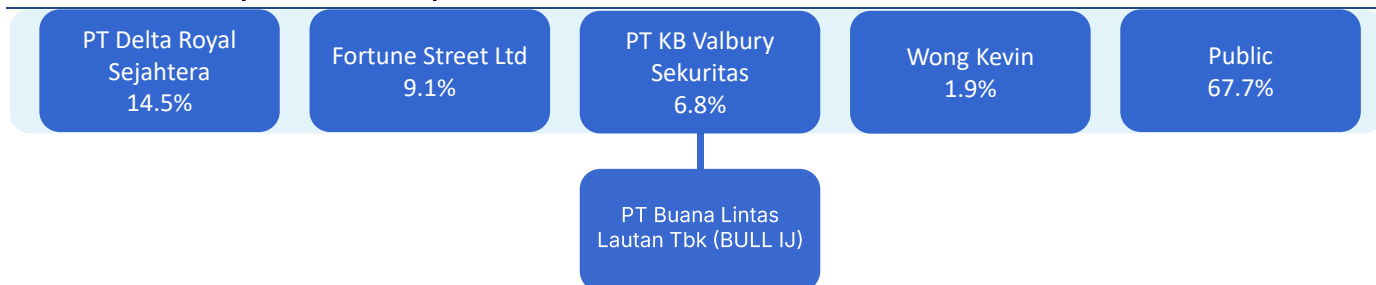 PT Delta Royal
Sejahtera
14.5%
Fortune Street Ltd
9.1%
PT KB Valbury
Sekuritas
6.8%
Wong Kevin
1.9%
Public
67.7%
PT Buana Lintas
Lautan Tbk (BULL IJ)